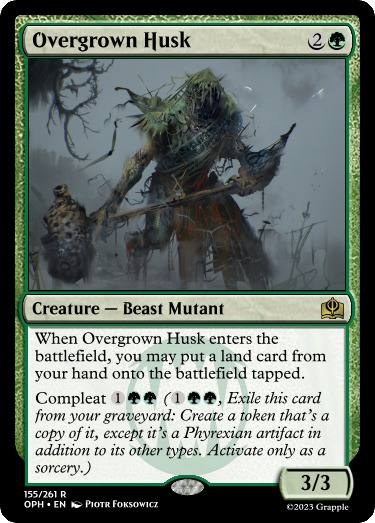 Overgrown Husk 2
Creature — Beast Mutant
When Overgrown Husk enters the
battlefield, you may put a land card from
your hand onto the battlefield tapped.
Compleat 1 (1, Exile this card
from your graveyard: Create a token that's a
copy of it, except it's a Phyrexian artifact in
addition to its other types. Activate only as a
sorcery.)
3/3
155/261 R
OPH • EN Piotr Foksowicz
©2023 Grapple